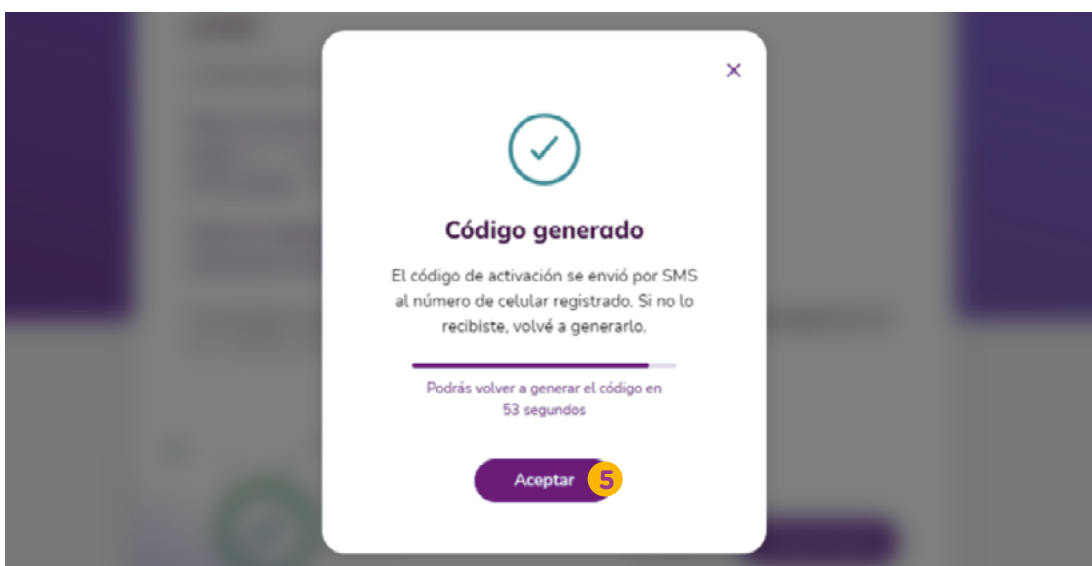 Código generado
El código de activación se envió por SMS
al número de celular registrado. Si no lo
recibiste, volvé a generarlo.
Podrás volver a generar el código en
53 segundos
Aceptar 5